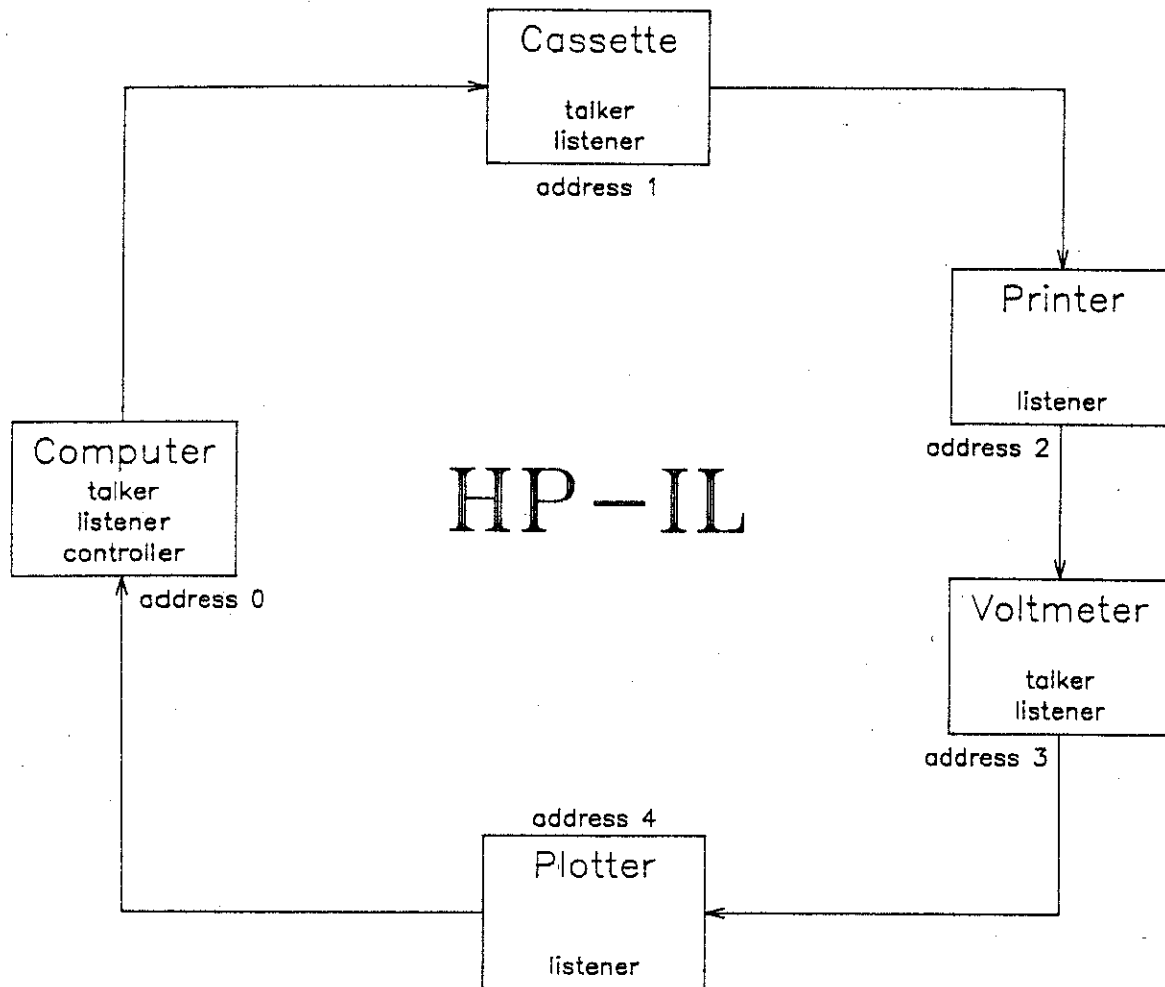 Cassette
talker
listener
address 1
Printer
listener
address 2
Computer
talker
listener
controller
address 0
HP-IL
Voltmeter
talker
listener
address 3
address 4
Plotter
listener